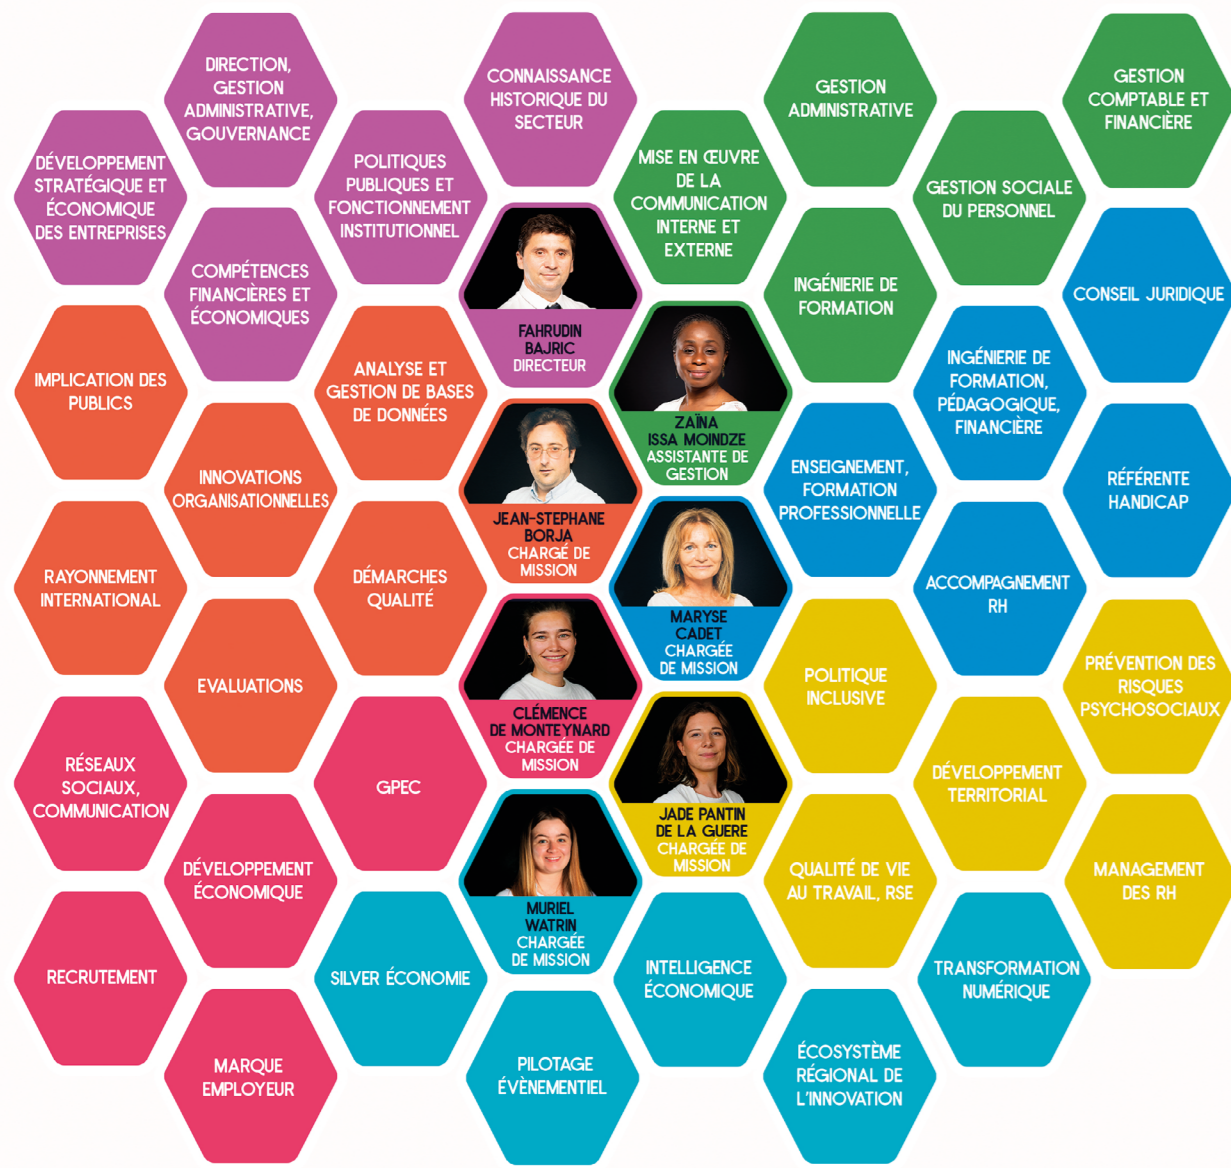 DIRECTION,
GESTION
ADMINISTRATIVE,
GOUVERNANCE
CONNAISSANCE
HISTORIQUE DU
SECTEUR
GESTION
ADMINISTRATIVE
GESTION
COMPTABLE ET
FINANCIÈRE
DÉVELOPPEMENT
STRATÉGIQUE ET
ÉCONOMIQUE
DES ENTREPRISES
POLITIQUES
PUBLIQUES ET
FONCTIONNEMENT
INSTITUTIONNEL
MISE EN ŒUVRE
DE LA
COMMUNICATION
INTERNE ET
EXTERNE
GESTION SOCIALE
DU PERSONNEL
COMPÉTENCES
FINANCIÈRES ET
ÉCONOMIQUES
FAHRUDIN
BAJRIC
DIRECTEUR
INGÉNIERIE DE
FORMATION
CONSEIL JURIDIQUE
IMPLICATION DES
PUBLICS
ANALYSE ET
GESTION DE BASES
DE DONNÉES
ZAÏNA
ISSA MOINDZE
ASSISTANTE DE
GESTION
INGÉNIERIE DE
FORMATION,
PÉDAGOGIQUE,
FINANCIÈRE
INNOVATIONS
ORGANISATIONNELLES
JEAN-STEPHANE
BORJA
CHARGÉ DE
MISSION
ENSEIGNEMENT,
FORMATION
PROFESSIONNELLE
RÉFÉRENTE
HANDICAP
RAYONNEMENT
INTERNATIONAL
DÉMARCHES
QUALITÉ
MARYSE
CADET
CHARGÉE
DE MISSION
ACCOMPAGNEMENT
RH
EVALUATIONS
CLÉMENCE
DE MONTEYNARD
CHARGÉE DE
MISSION
POLITIQUE
INCLUSIVE
PRÉVENTION DES
RISQUES
PSYCHOSOCIAUX
RÉSEAUX
SOCIAUX,
COMMUNICATION
GPEC
JADE PANTIN
DE LA GUERE
CHARGÉE DE
MISSION
DÉVELOPPEMENT
TERRITORIAL
DÉVELOPPEMENT
ÉCONOMIQUE
MURIEL
WATRIN
CHARGÉE
DE MISSION
QUALITÉ DE VIE
AU TRAVAIL, RSE
MANAGEMENT
DES RH
RECRUTEMENT
SILVER ÉCONOMIE
INTELLIGENCE
ÉCONOMIQUE
TRANSFORMATION
NUMÉRIQUE
MARQUE
EMPLOYEUR
PILOTAGE
ÉVÈNEMENTIEL
ÉCOSYSTÈME
RÉGIONAL DE
L'INNOVATION